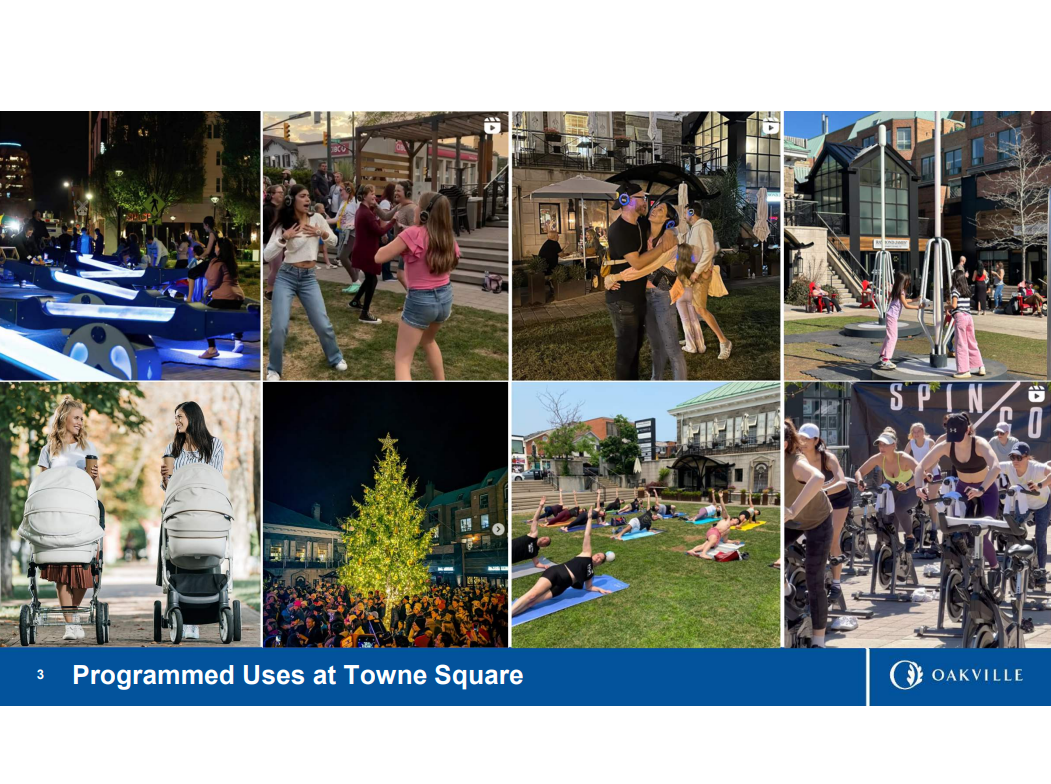 SPIN
CO
3
Programmed Uses at Towne Square
OAKVILLE